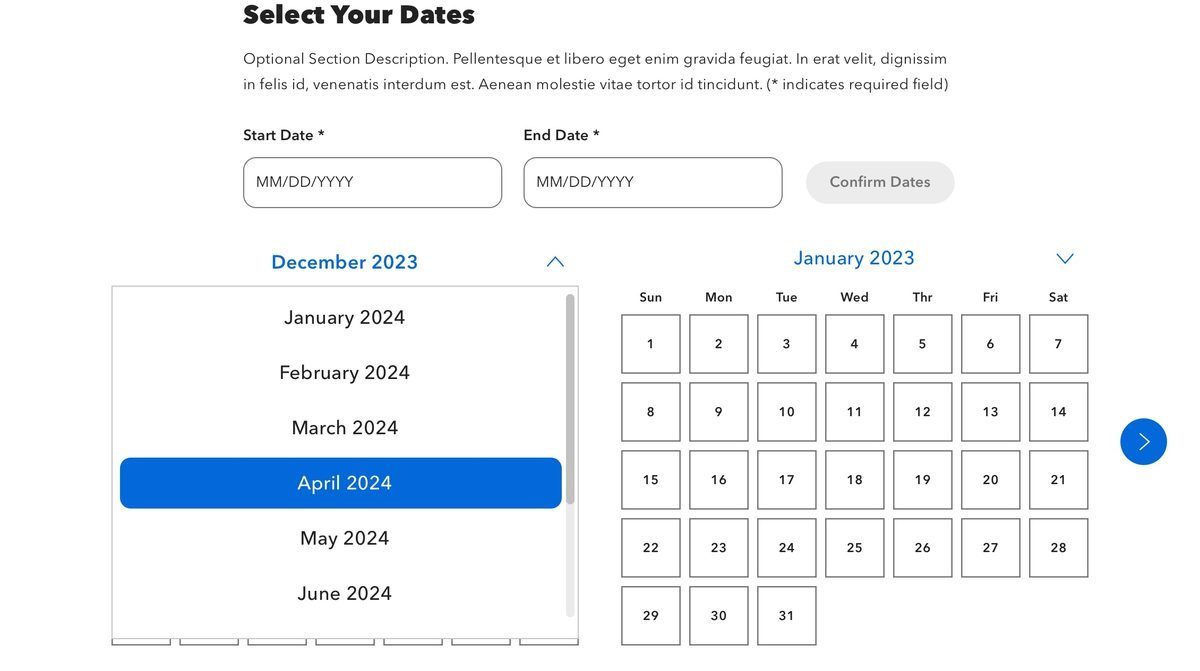 Select Your Dates
Optional Section Description. Pellentesque et libero eget enim gravida feugiat. In erat velit, dignissim
in felis id, venenatis interdum est. Aenean molestie vitae tortor id tincidunt. (* indicates required field)
Start Date *
End Date *
MM/DD/YYYY
MM/DD/YYYY
Confirm Dates
December 2023
January 2024
February 2024
March 2024
April 2024
May 2024
June 2024
January 2023
Sun Mon Tue Wed Thr Fri Sat
1 2 3 4 5 6 7
8 9 10 11 12 13 14
15 16 17 18 19 20 21
22 23 24 25 26 27 28
29 30 31